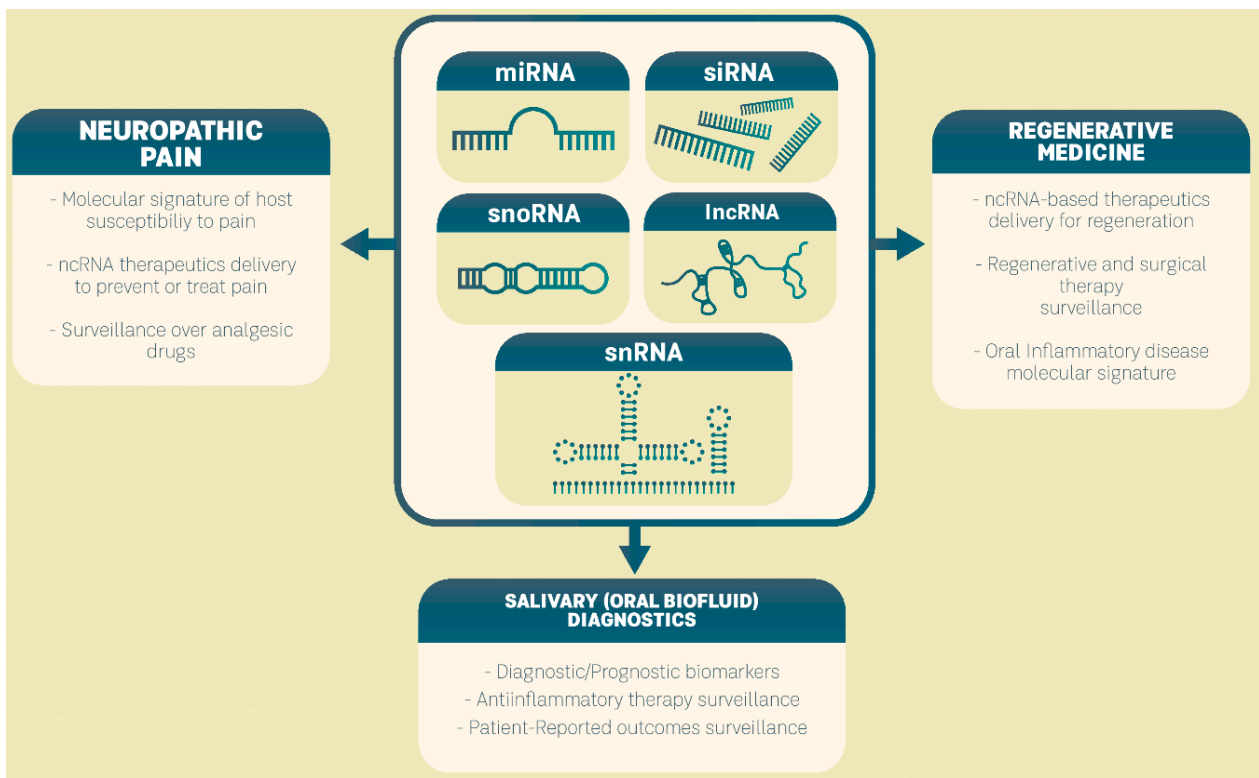 miRNA
siRNA
snoRNA
lncRNA
snRNA
NEUROPATHIC
PAIN
- Molecular signature of host
susceptibiliy to pain
- ncRNA therapeutics delivery
to prevent or treat pain
- Surveillance over analgesic
drugs
REGENERATIVE
MEDICINE
- ncRNA-based therapeutics
delivery for regeneration
- Regenerative and surgical
therapy
surveillance
- Oral Inflammatory disease
molecular signature
SALIVARY (ORAL BIOFLUID)
DIAGNOSTICS
- Diagnostic/Prognostic biomarkers
- Antiinflammatory therapy surveillance
- Patient-Reported outcomes surveillance